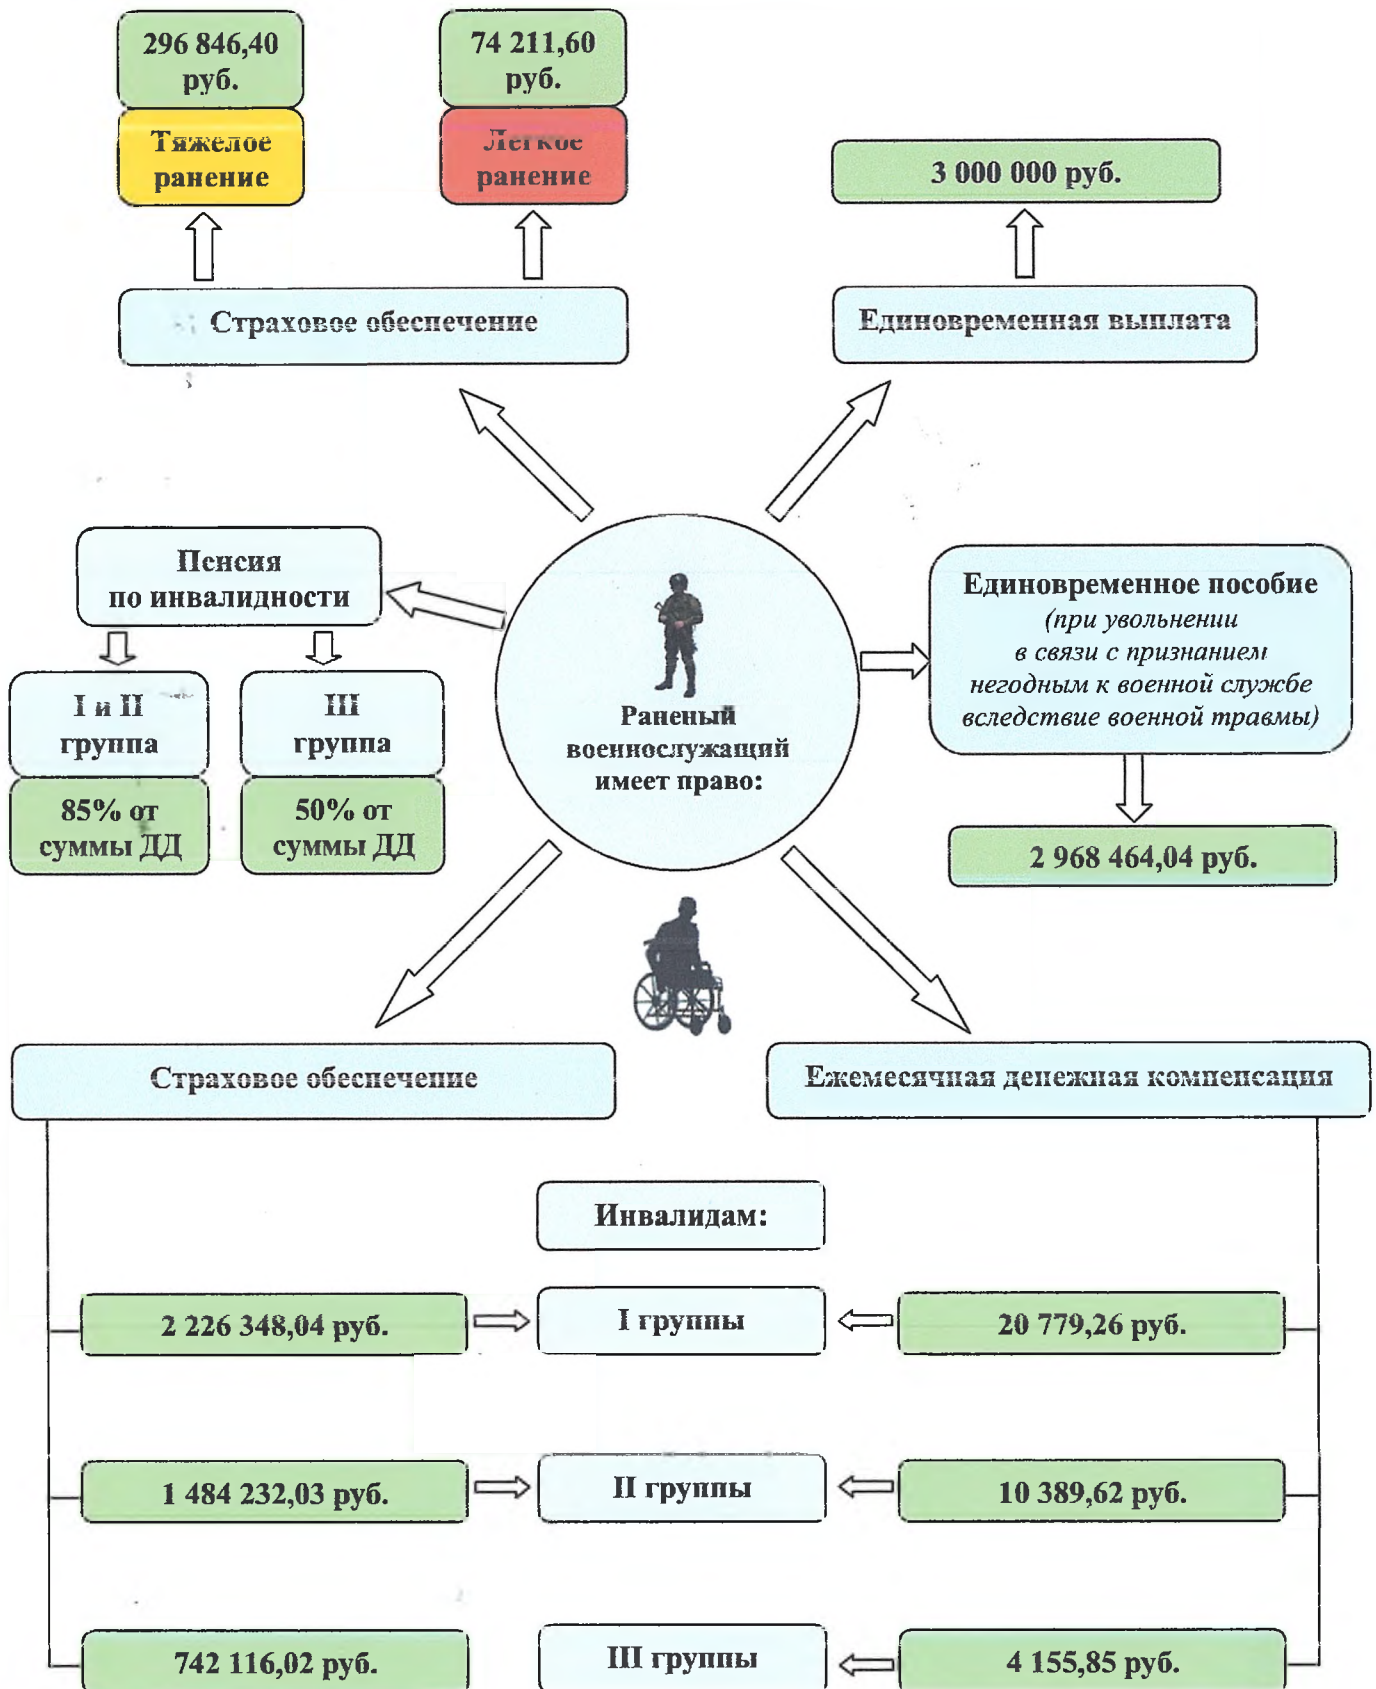 296 846,40
руб.
Тяжелое
ранение
74 211,60
руб.
Легкое
ранение
3 000 000 руб.
Страховое обеспечение
Единовременная выплата
Пенсия
по инвалидности
I и II
группа
85% от
суммы ДД
III
группа
50% от
суммы ДД
Раненый
военнослужащий
имеет право:
Единовременное пособие
(при увольнении
в связи с признанием
негодным к военной службе
вследствие военной травмы)
2 968 464,04 руб.
Страховое обеспечение
Ежемесячная денежная компенсация
Инвалидам:
2 226 348,04 руб.
I группы
20 779,26 руб.
1 484 232,03 руб.
II группы
10 389,62 руб.
742 116,02 руб.
III группы
4 155,85 руб.